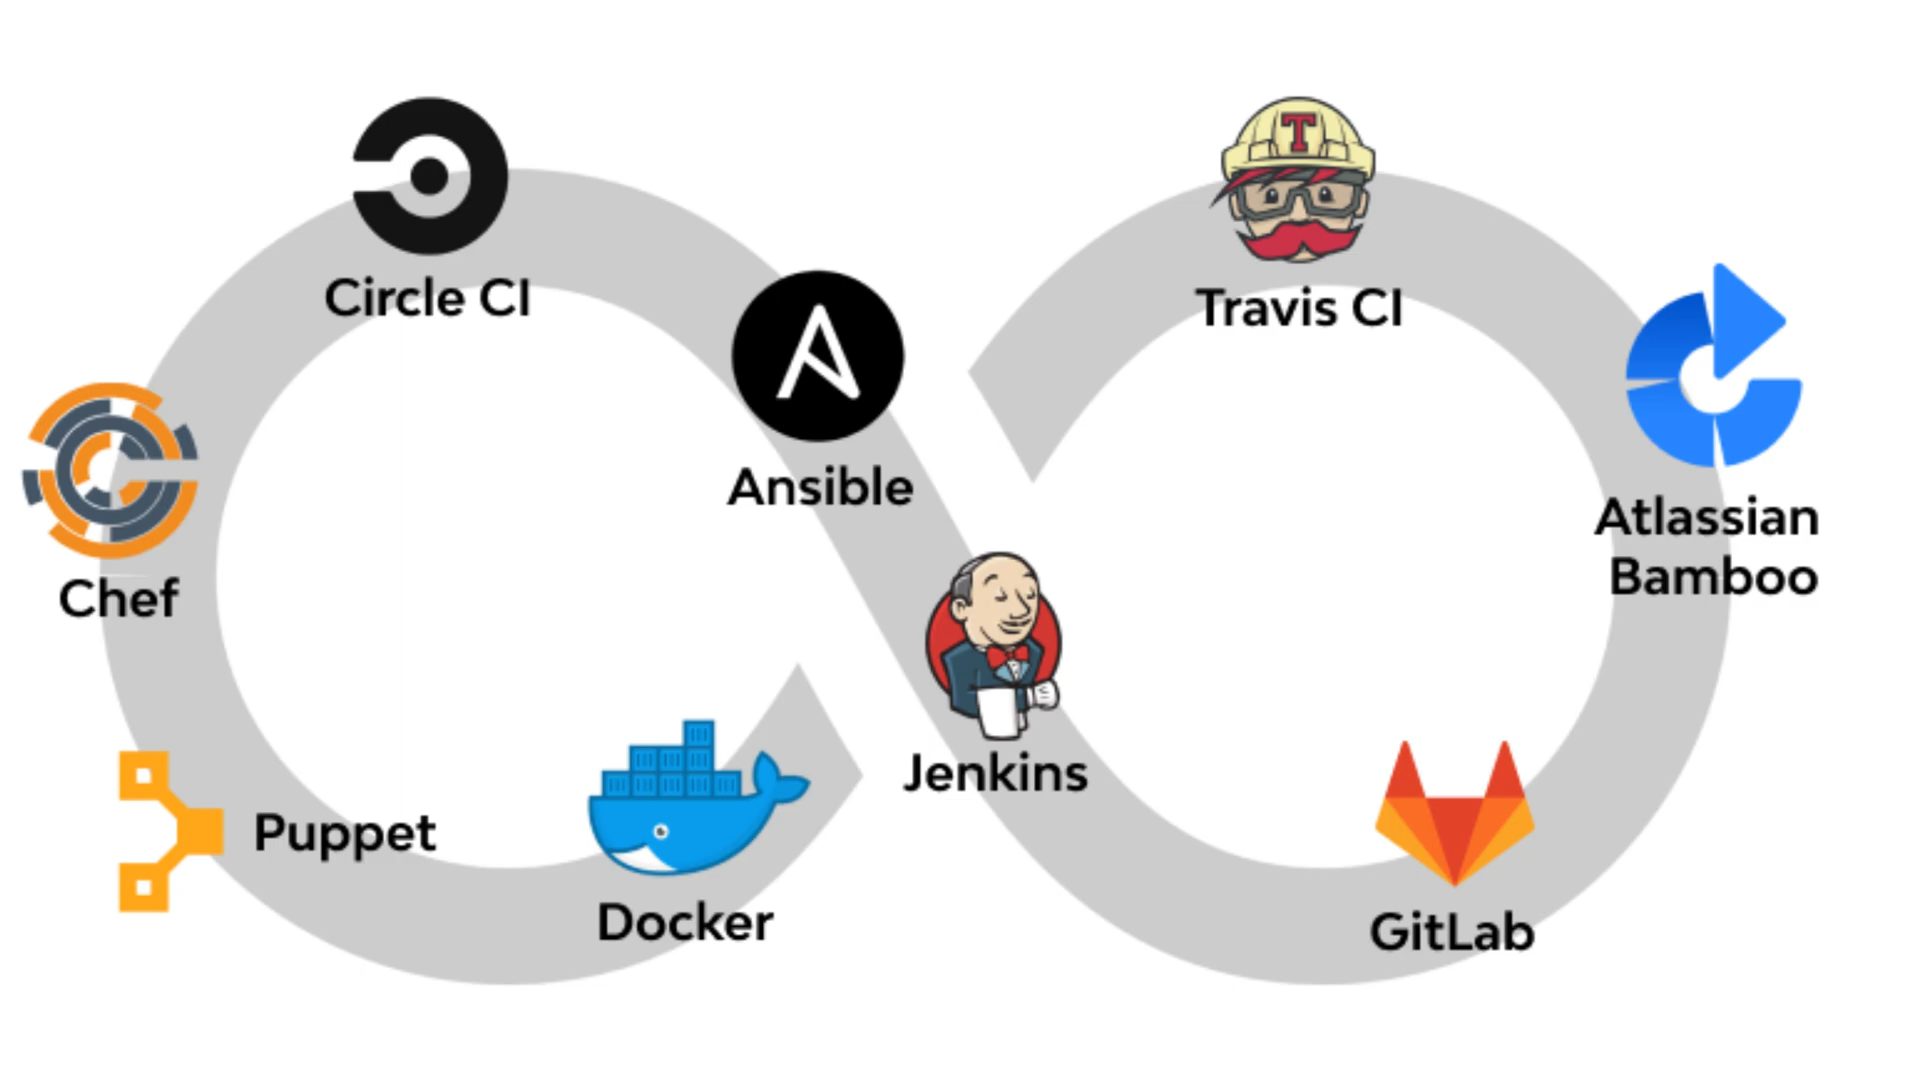 T
Circle CI
Travis CI
Ansible
Atlassian
Bamboo
Chef
Jenkins
Puppet
Docker
GitLab